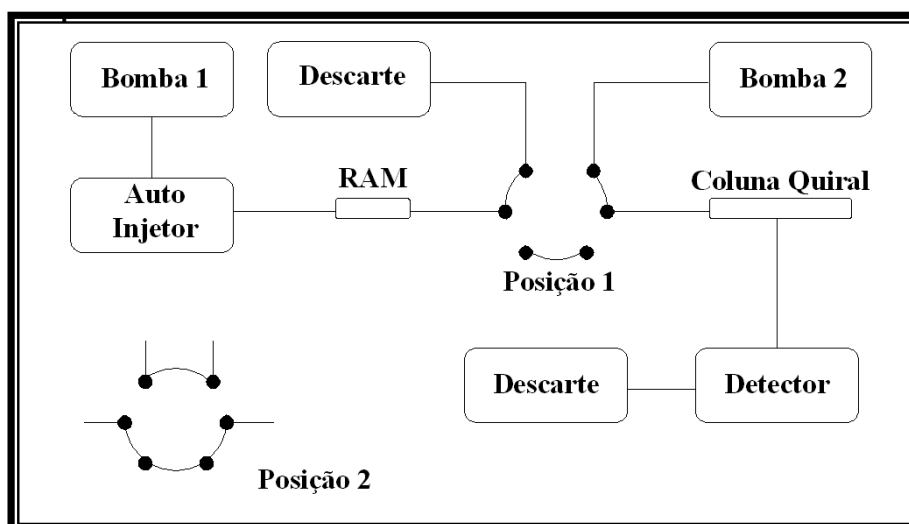 Bomba 1
Descarte
Bomba 2
Auto
Injetor
RAM
Coluna Quiral
Posição 1
Descarte
Detector
Posição 2